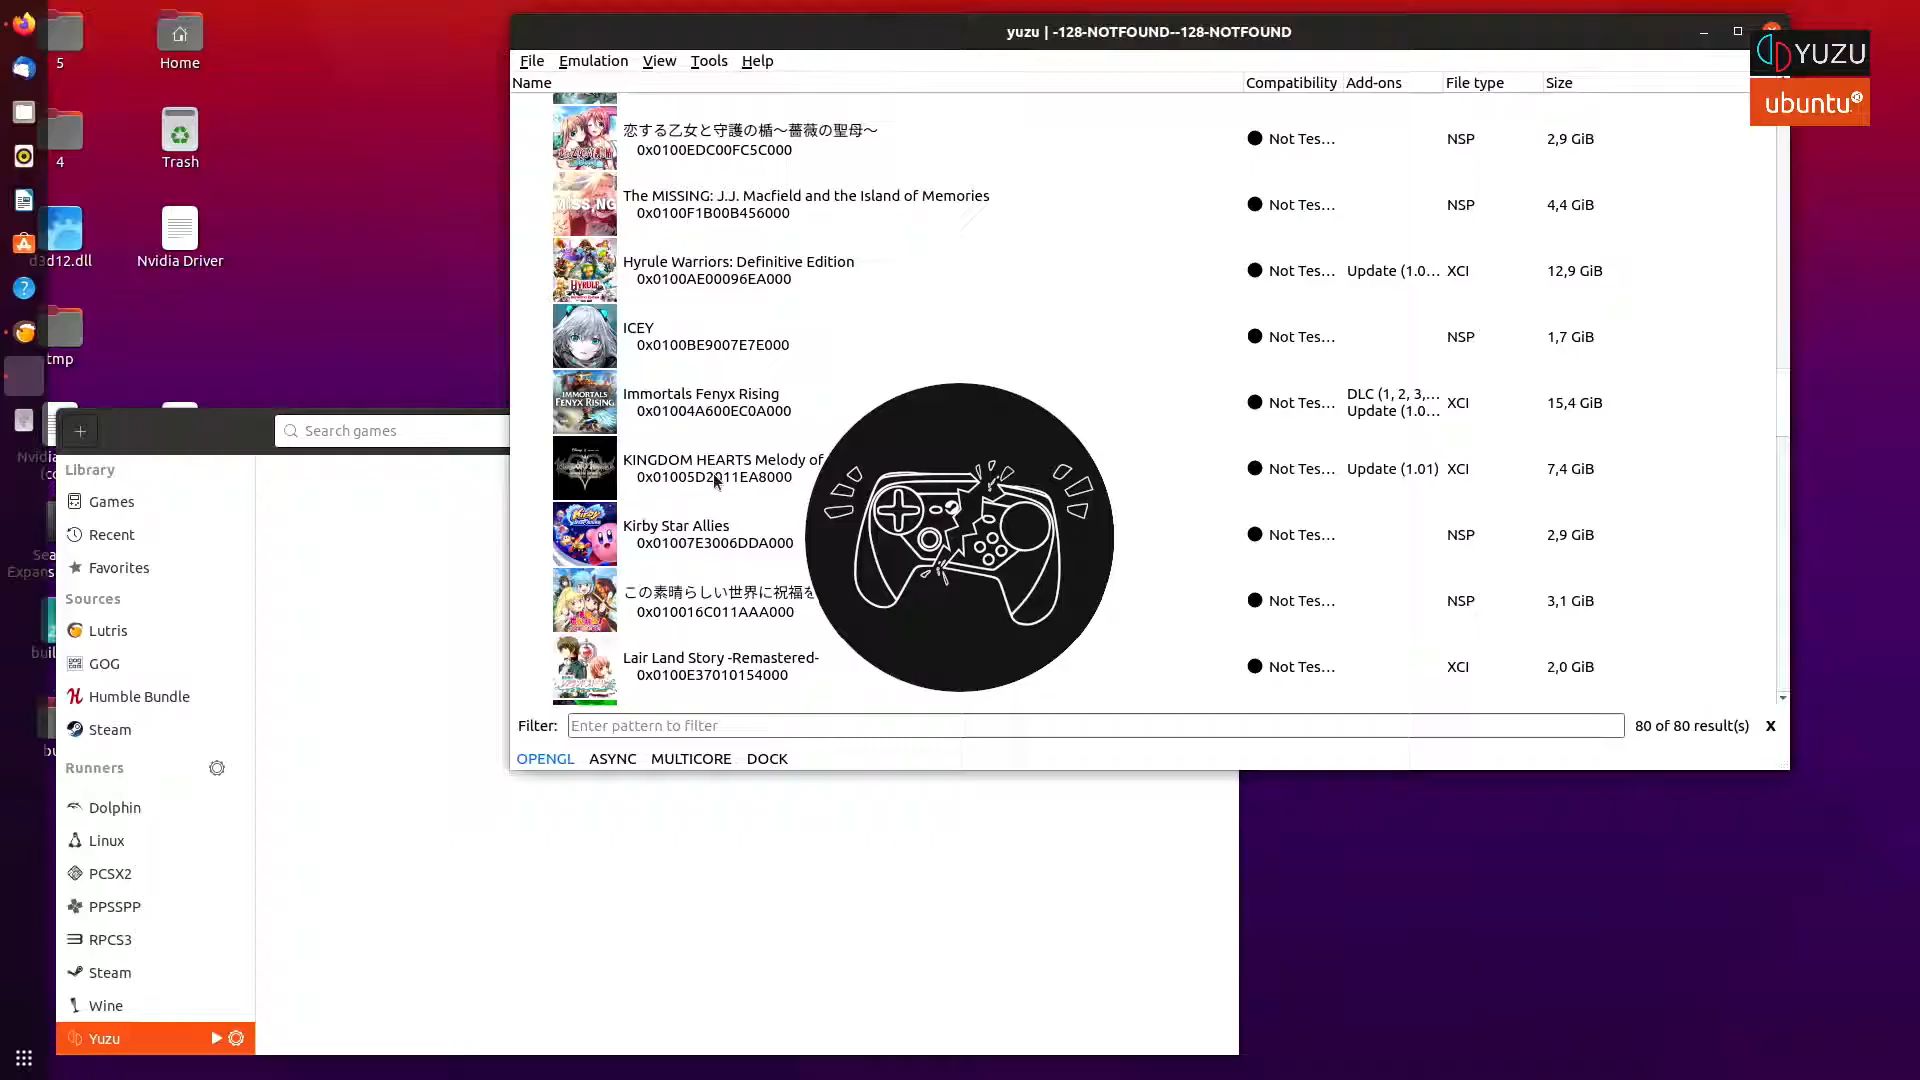 5
Home
4
Trash
d3d12.dll
Nvidia Driver
tmp
yuzu | -128-NOTFOUND--128-NOTFOUND
YUZU
ubuntu
File Emulation View Tools Help
Name Compatibility Add-ons File type Size
恋する乙女と守護の楯～薔薇の聖母～
0x0100EDC00FC5C000
Not Tes... NSP 2,9 GiB
The MISSING: J.J. Macfield and the Island of Memories
0x0100F1B00B456000
Not Tes... NSP 4,4 GiB
Hyrule Warriors: Definitive Edition
0x0100AE00096EA000
Not Tes... Update (1.0... XCI 12,9 GiB
HYRULE
ICEY
0x0100BE9007E7E000
Not Tes... NSP 1,7 GiB
Immortals Fenyx Rising
0x01004A600EC0A000
Not Tes... DLC (1, 2, 3,...
Update (1.0... XCI 15,4 GiB
IMMORTALS
FENYX RISING
KINGDOM HEARTS Melody of
0x01005D2011EA8000
Not Tes... Update (1.01) XCI 7,4 GiB
Kirby Star Allies
0x01007E3006DDA000
Not Tes... NSP 2,9 GiB
この素晴らしい世界に祝福を
0x010016C011AAA000
Not Tes... NSP 3,1 GiB
Lair Land Story -Remastered-
0x0100E37010154000
Not Tes... XCI 2,0 GiB
Filter: Enter pattern to filter 80 of 80 result(s) X
OPENGL ASYNC MULTICORE DOCK
Search games
Library
Games
Recent
Favorites
Sources
Lutris
GOG
Humble Bundle
Steam
Runners
Dolphin
Linux
PCSX2
PPSSPP
RPCS3
Steam
Wine
Yuzu